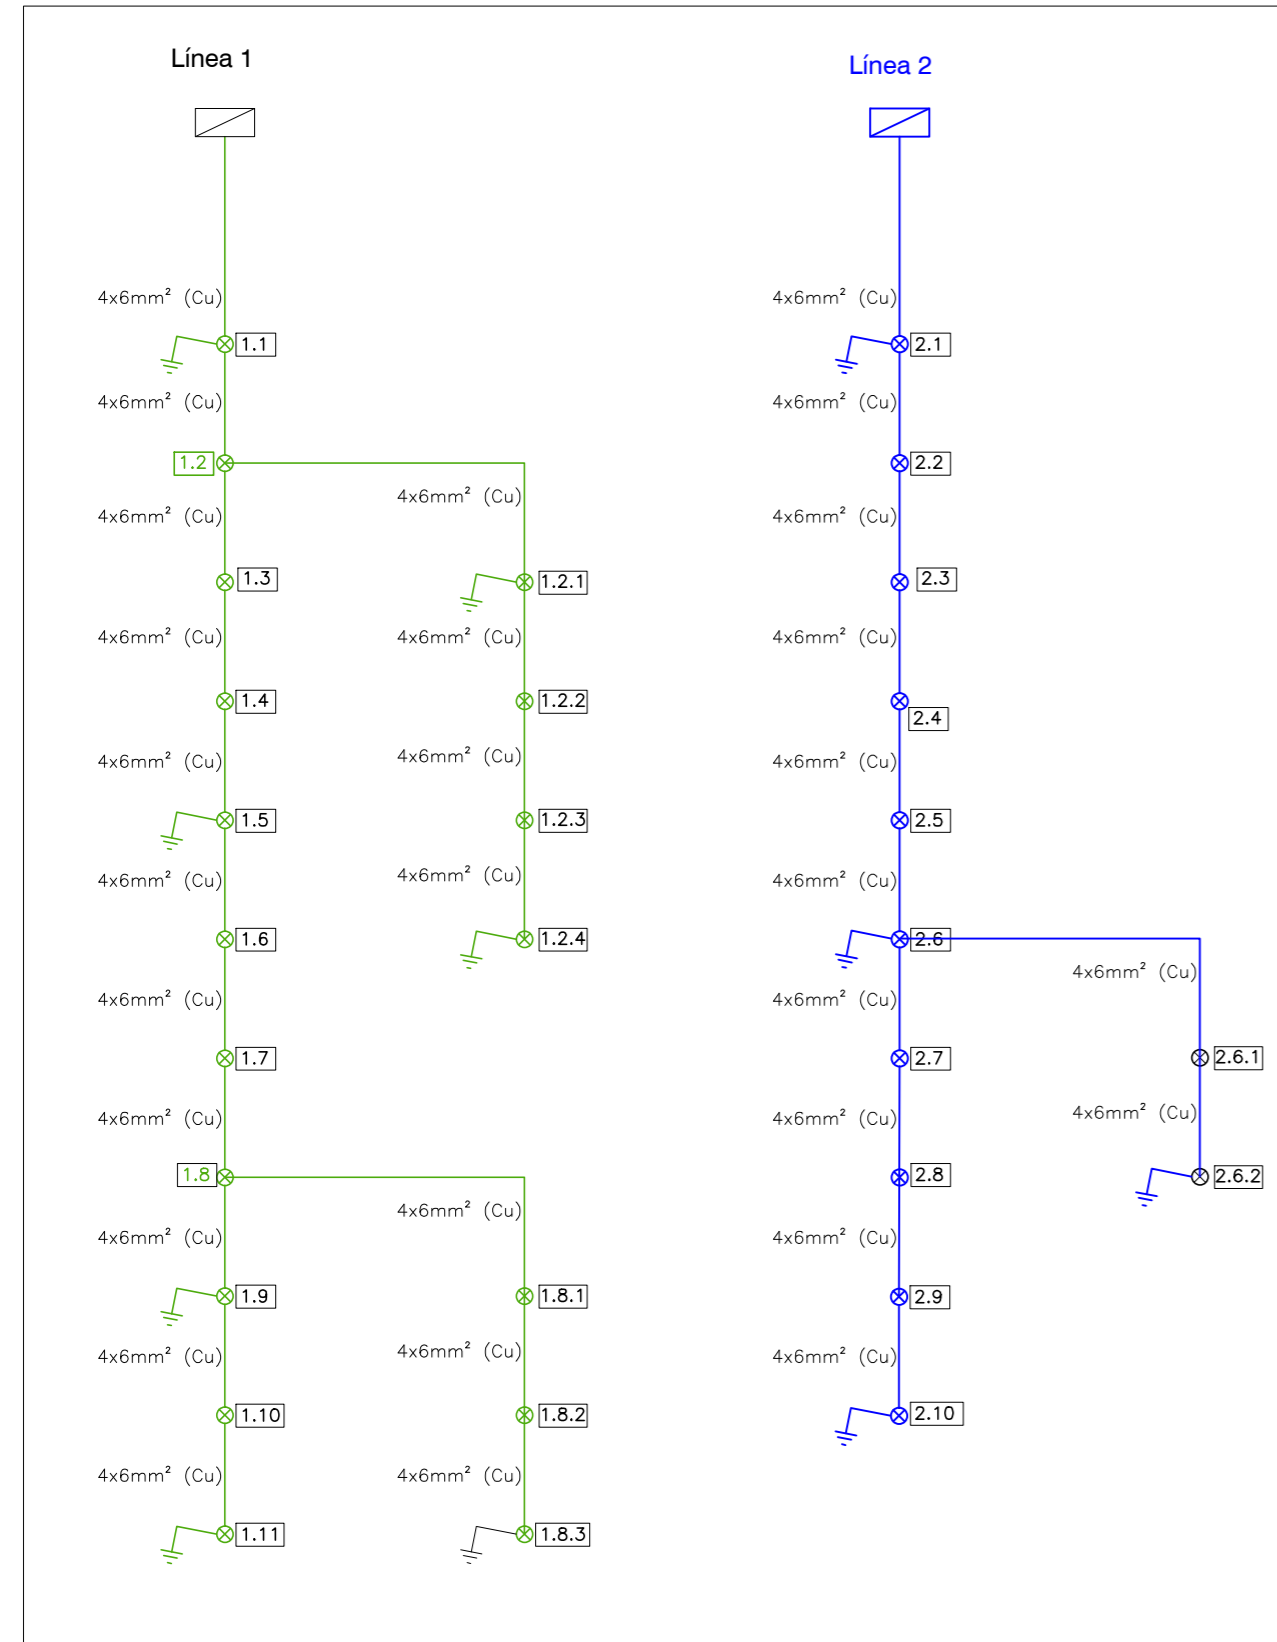 Línea 1
4x6mm² (Cu)
1.1
4x6mm² (Cu)
1.2
4x6mm² (Cu)
1.3
4x6mm² (Cu)
1.4
4x6mm² (Cu)
1.5
4x6mm² (Cu)
1.6
4x6mm² (Cu)
1.7
4x6mm² (Cu)
1.8
4x6mm² (Cu)
1.9
4x6mm² (Cu)
1.10
4x6mm² (Cu)
1.11
4x6mm² (Cu)
1.2.1
4x6mm² (Cu)
1.2.2
4x6mm² (Cu)
1.2.3
4x6mm² (Cu)
1.2.4
4x6mm² (Cu)
1.8.1
4x6mm² (Cu)
1.8.2
4x6mm² (Cu)
1.8.3
Línea 2
4x6mm² (Cu)
2.1
4x6mm² (Cu)
2.2
4x6mm² (Cu)
2.3
4x6mm² (Cu)
2.4
4x6mm² (Cu)
2.5
4x6mm² (Cu)
2.6
4x6mm² (Cu)
2.7
4x6mm² (Cu)
2.8
4x6mm² (Cu)
2.9
4x6mm² (Cu)
2.10
4x6mm² (Cu)
2.6.1
4x6mm² (Cu)
2.6.2